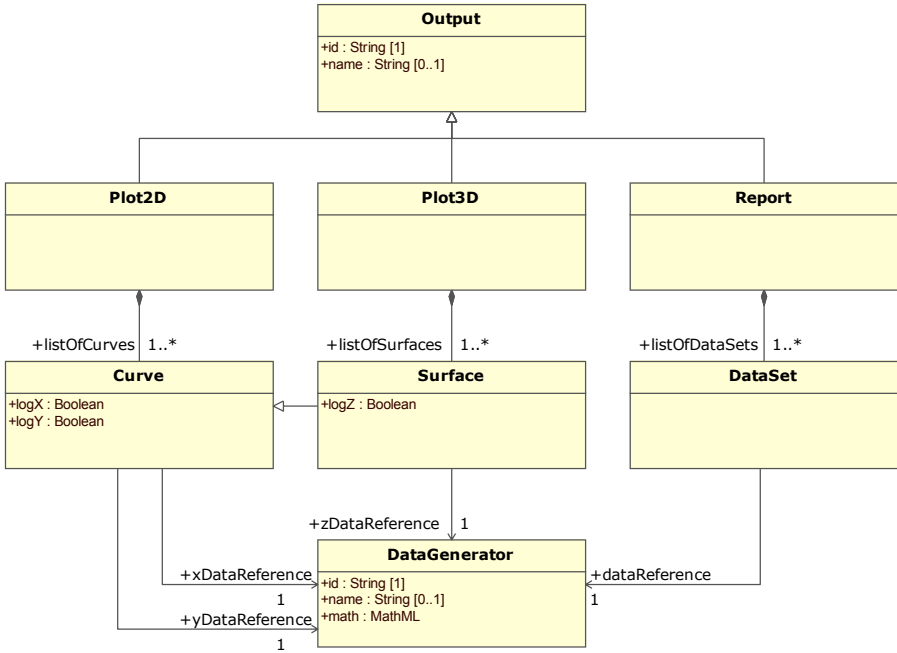 Output
+id : String [1]
+name : String [0..1]
Plot2D
Plot3D
Report
+listOfCurves 1..*
+listOfSurfaces 1..*
+listOfDataSets 1..*
Curve
+logX : Boolean
+logY : Boolean
Surface
+logZ : Boolean
DataSet
+zDataReference 1
+xDataReference
1
+yDataReference
1
+dataReference
1
DataGenerator
+id : String [1]
+name : String [0..1]
+math : MathML